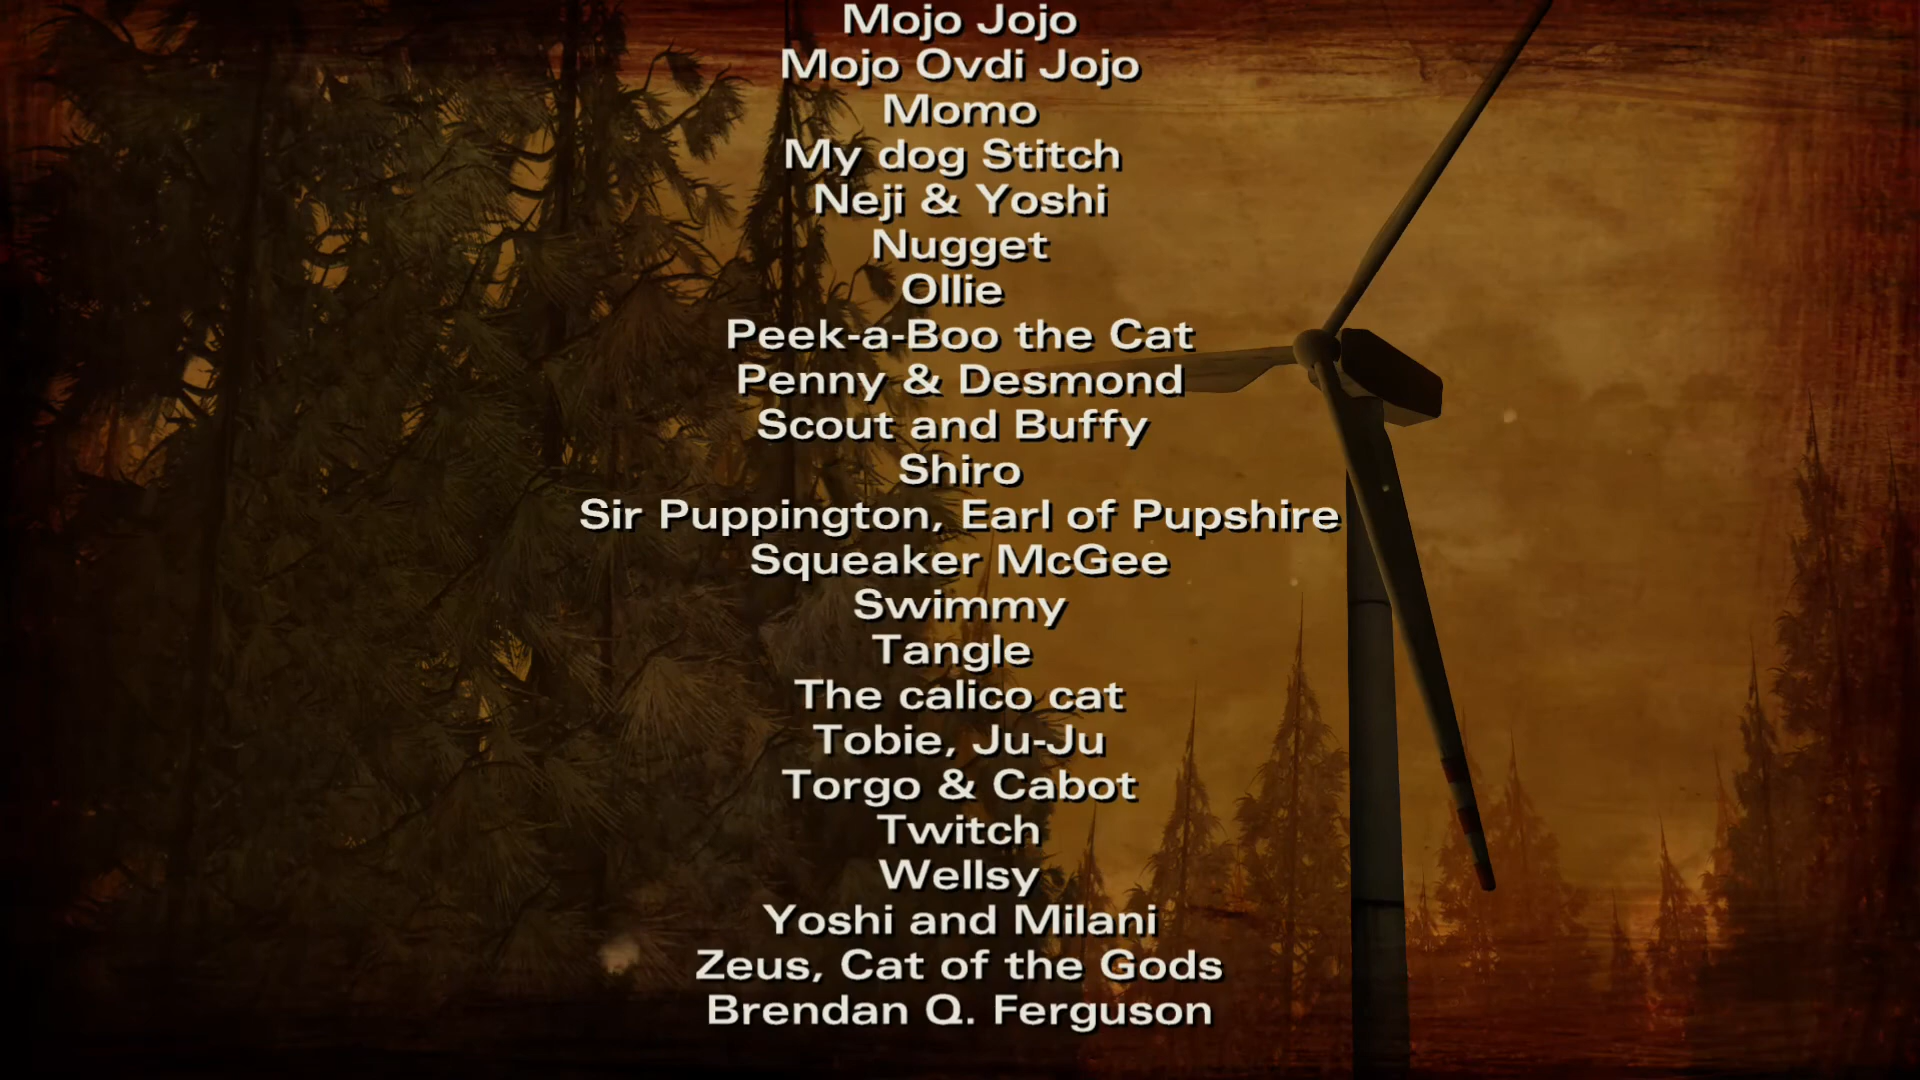 Mojo Jojo
Mojo Ovdi Jojo
Momo
My dog Stitch
Neji & Yoshi
Nugget
Ollie
Peek-a-Boo the Cat
Penny & Desmond
Scout and Buffy
Shiro
Sir Puppington, Earl of Pupshire
Squeaker McGee
Swimmy
Tangle
The calico cat
Tobie, Ju-Ju
Torgo & Cabot
Twitch
Wellsy
Yoshi and Milani
Zeus, Cat of the Gods
Brendan Q. Ferguson